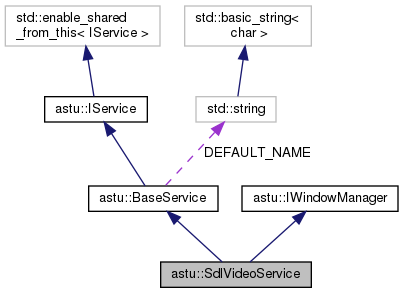 std::enable_shared
_from_this< IService >
std::basic_string<
char >
astu::IService
std::string
DEFAULT_NAME
astu::BaseService
astu::IWindowManager
astu::SdlVideoService